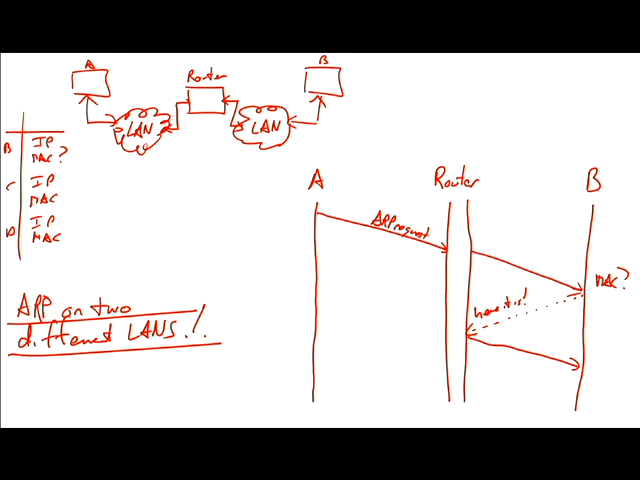 A
Router
B
LAN
LAN
B IP
MAC?
C IP
MAC
D IP
MAC
A
Router
B
ARP request
MAC?
here it is!
ARP on two
different LANS!!